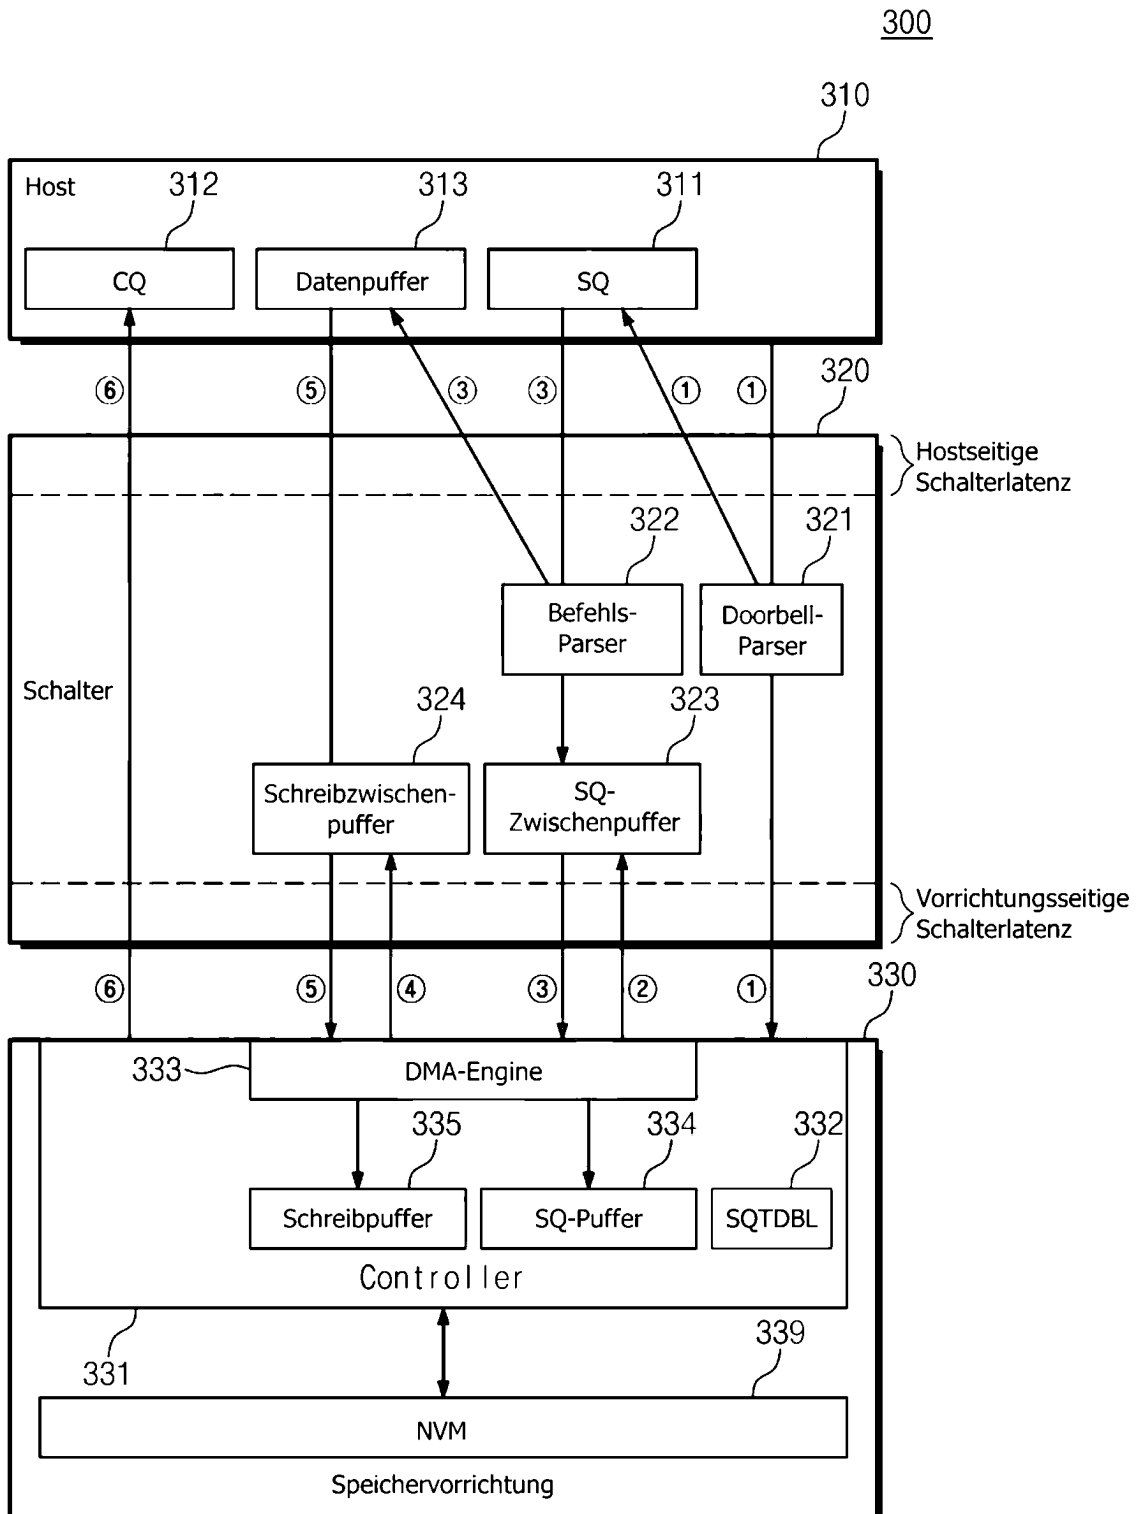 300
310
Host
312
313
311
CQ
Datenpuffer
SQ
⑥
⑤
③
③
①
①
320
Hostseitige
Schalterlatenz
322
321
Befehls-
Parser
Doorbell-
Parser
Schalter
324
323
Schreibzwischen-
puffer
SQ-
Zwischenpuffer
Vorrichtungsseitige
Schalterlatenz
⑥
⑤
④
③
②
①
330
333
DMA-Engine
335
334
332
Schreibpuffer
SQ-Puffer
SQTDBL
Controller
331
339
NVM
Speichervorrichtung